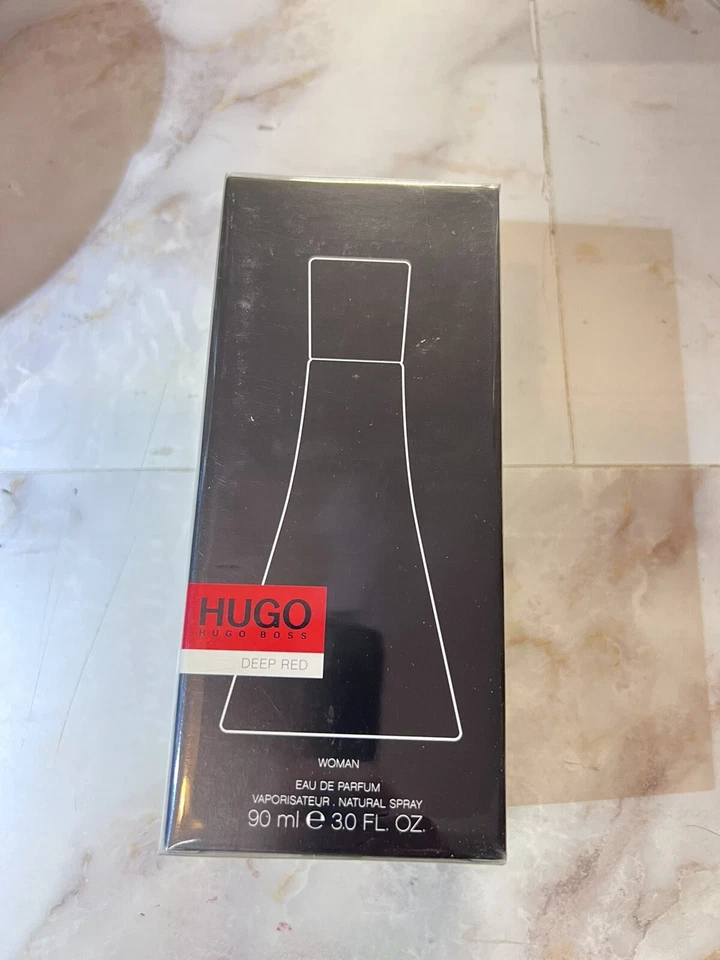 HUGO
HUGO BOSS
DEEP RED
WOMAN
EAU DE PARFUM
VAPORISATEUR . NATURAL SPRAY
90 ml e 3.0 FL. OZ.